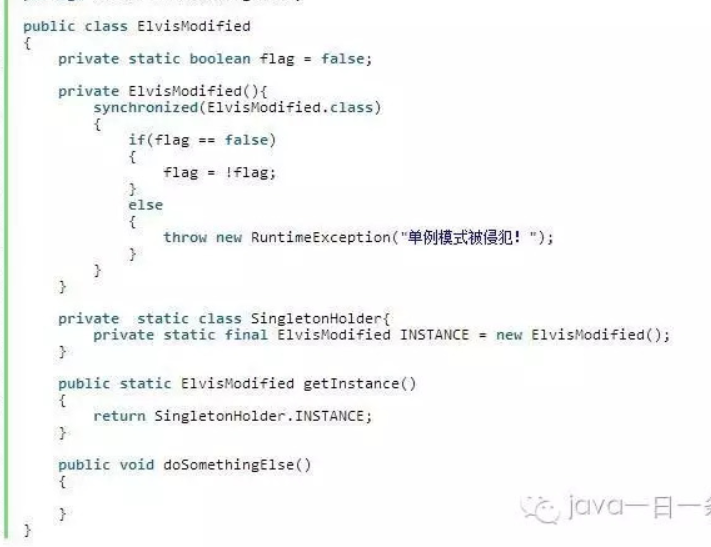 public class ElvisModified
{
    private static boolean flag = false;
    private ElvisModified(){
        synchronized(ElvisModified.class)
        {
            if(flag == false)
            {
                flag = !flag;
            }
            else
            {
                throw new RuntimeException("单例模式被侵犯！");
            }
        }
    }
    private  static class SingletonHolder{
        private static final ElvisModified INSTANCE = new ElvisModified();
    }
    public static ElvisModified getInstance()
    {
        return SingletonHolder.INSTANCE;
    }
    public void doSomethingElse()
    {
    }
}
java一日一